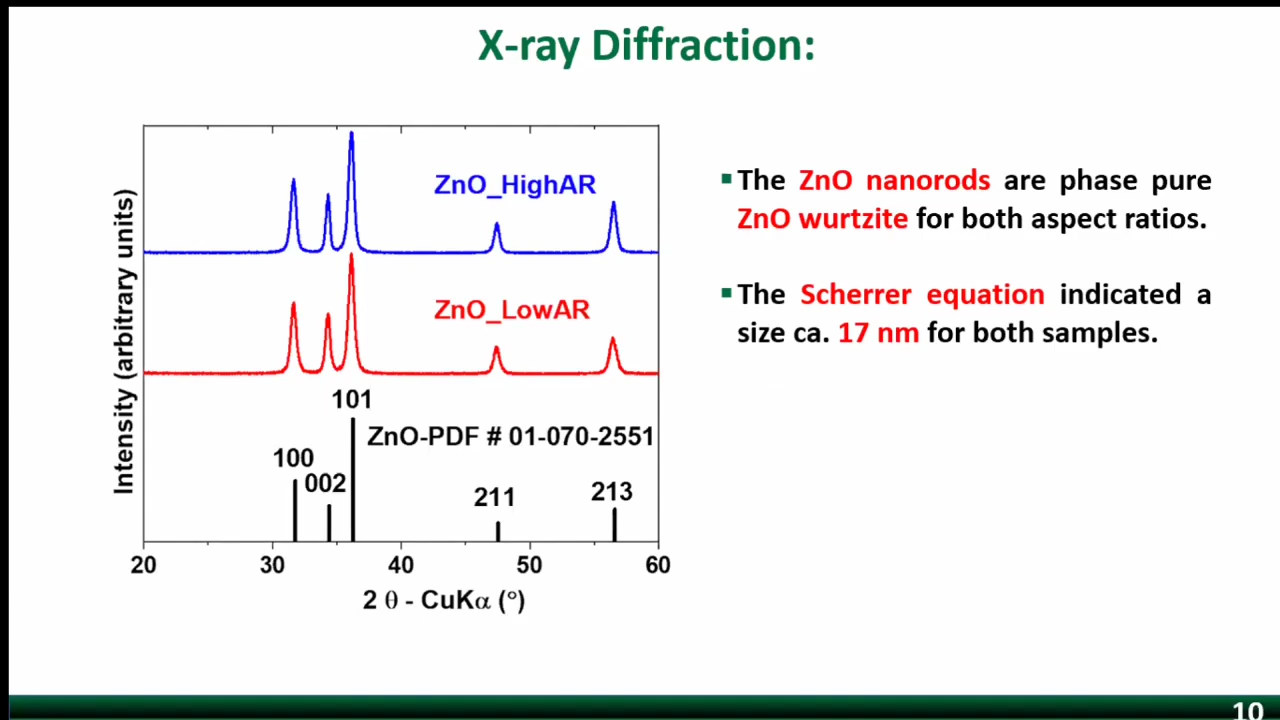 X-ray Diffraction:
Intensity (arbitrary units)
ZnO_HighAR
ZnO_LowAR
101
ZnO-PDF # 01-070-2551
100
002
211
213
20 30 40 50 60
2 θ - CuKα (°)
▪The ZnO nanorods are phase pure
ZnO wurtzite for both aspect ratios.
▪The Scherrer equation indicated a
size ca. 17 nm for both samples.
10